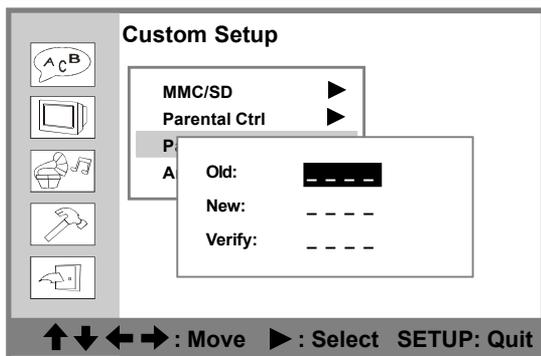 Custom Setup
A C B
MMC/SD
Parental Ctrl
P
A
Old: _ _ _ _
New: _ _ _ _
Verify: _ _ _ _
: Move : Select SETUP: Quit